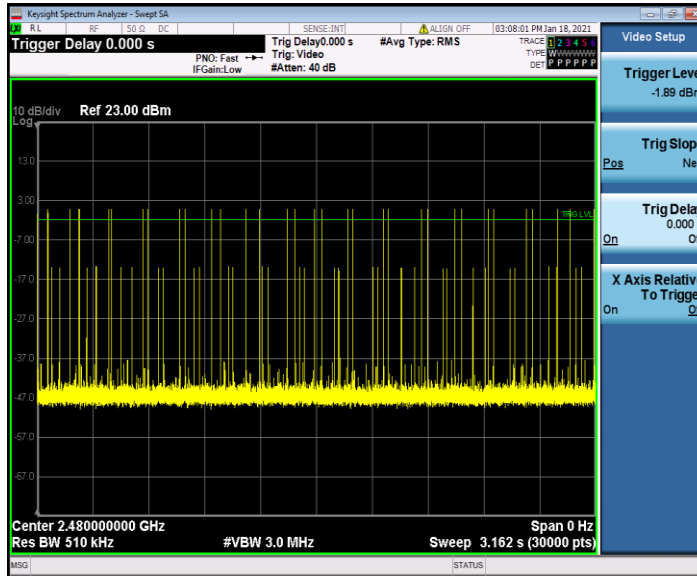 Keysight Spectrum Analyzer - Swept SA
RL RF 50 Ω DC SENSE:INT ALIGN OFF 03:08:01 PM Jan 18, 2021
Trigger Delay 0.000 s
PNO: Fast
IFGain:Low
Trig Delay0.000 s
Trig: Video
#Atten: 40 dB
#Avg Type: RMS
TRACE 1 2 3 4 5 6
TYPE WWWWWW
DET P P P P P P
10 dB/div
Log
Ref 23.00 dBm
13.0
3.00
-7.00
-17.0
-27.0
-37.0
-47.0
-57.0
-67.0
TRIG LVL
Center 2.480000000 GHz
Span 0 Hz
Res BW 510 kHz
#VBW 3.0 MHz
Sweep 3.162 s (30000 pts)
MSG
STATUS
Video Setup
Trigger Leve
-1.89 dBr
Trig Slop
Pos Ne
Trig Dela
0.000
On O
X Axis Relativ
To Trigge
On O